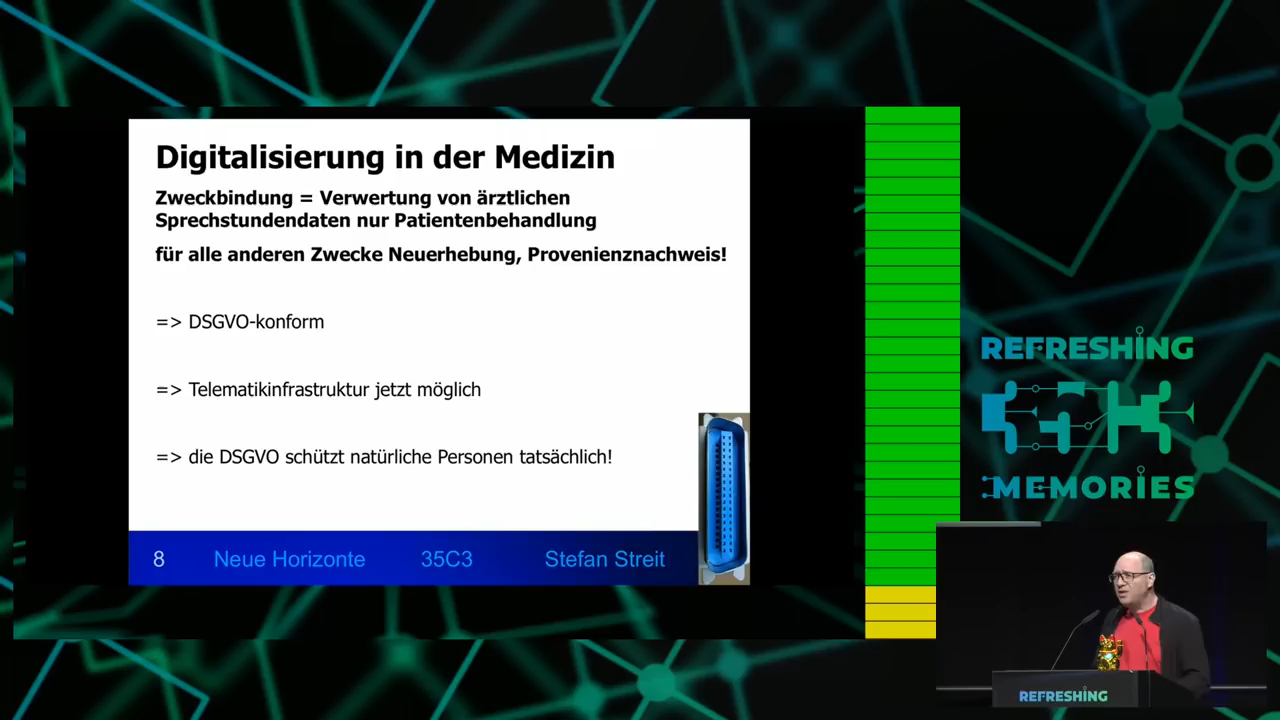 Digitalisierung in der Medizin
Zweckbindung = Verwertung von ärztlichen
Sprechstundendaten nur Patientenbehandlung
für alle anderen Zwecke Neuerhebung, Provenienznachweis!
=> DSGVO-konform
=> Telematikinfrastruktur jetzt möglich
=> die DSGVO schützt natürliche Personen tatsächlich!
8 Neue Horizonte 35C3 Stefan Streit
REFRESHING
35C3
MEMORIES
REFRESHING